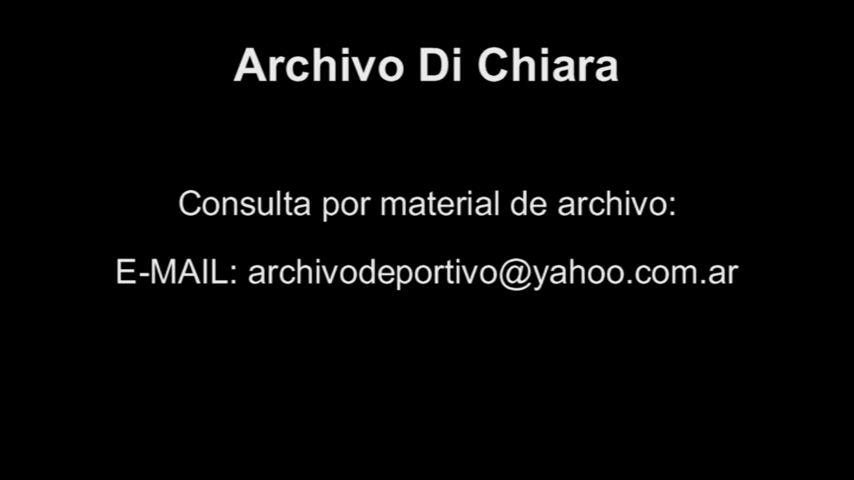 Archivo Di Chiara
Consulta por material de archivo:
E-MAIL: archivodeportivo@yahoo.com.ar